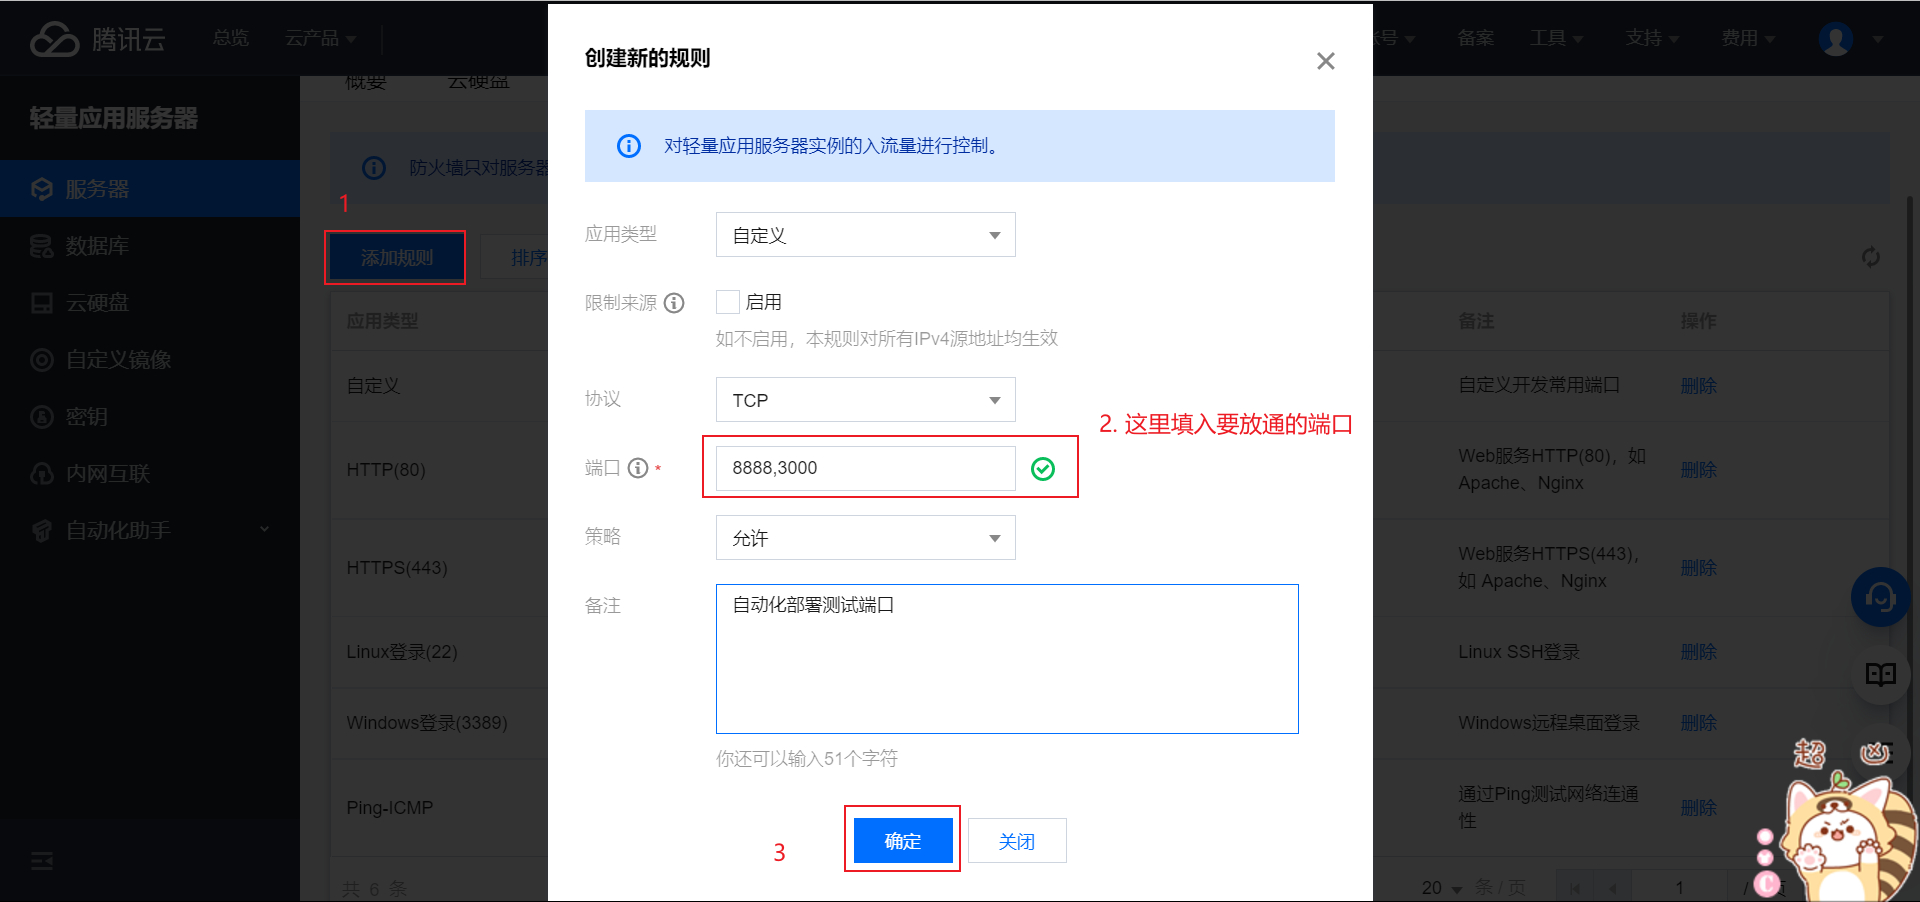 腾讯云
总览
云产品
账号
备案
工具
支持
费用
轻量应用服务器
服务器
数据库
云硬盘
自定义镜像
密钥
内网互联
自动化助手
概要
云硬盘
防火墙只对服务器
1
添加规则
排序
应用类型
备注
操作
自定义
自定义开发常用端口
删除
HTTP(80)
Web服务HTTP(80)，如
Apache、Nginx
删除
HTTPS(443)
Web服务HTTPS(443)，
如 Apache、Nginx
删除
Linux登录(22)
Linux SSH登录
删除
Windows登录(3389)
Windows远程桌面登录
删除
Ping-ICMP
通过Ping测试网络连通
性
删除
共 6 条
20
条 / 页
1
/
页
创建新的规则
对轻量应用服务器实例的入流量进行控制。
应用类型
自定义
限制来源
启用
如不启用，本规则对所有IPv4源地址均生效
协议
TCP
2. 这里填入要放通的端口
端口 *
8888,3000
策略
允许
备注
自动化部署测试端口
你还可以输入51个字符
3
确定
关闭
超
凶
C